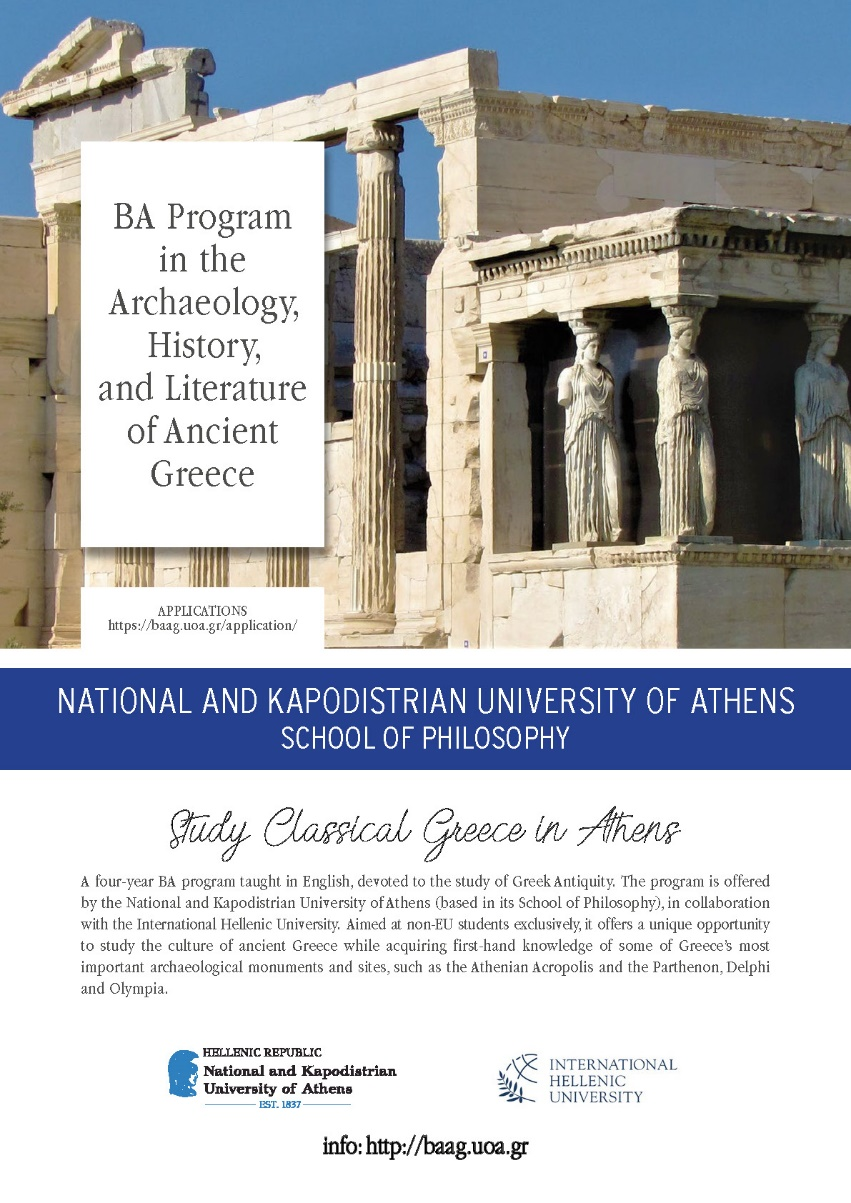 BA Program
in the
Archaeology,
History,
and Literature
of Ancient
Greece
APPLICATIONS
https://baag.uoa.gr/application/
NATIONAL AND KAPODISTRIAN UNIVERSITY OF ATHENS
SCHOOL OF PHILOSOPHY
Study Classical Greece in Athens
A four-year BA program taught in English, devoted to the study of Greek Antiquity. The program is offered
by the National and Kapodistrian University of Athens (based in its School of Philosophy), in collaboration
with the International Hellenic University. Aimed at non-EU students exclusively, it offers a unique opportunity
to study the culture of ancient Greece while acquiring first-hand knowledge of some of Greece's most
important archaeological monuments and sites, such as the Athenian Acropolis and the Parthenon, Delphi
and Olympia.
HELLENIC REPUBLIC
National and Kapodistrian
University of Athens
EST. 1837
INTERNATIONAL
HELLENIC
UNIVERSITY
info: http://baag.uoa.gr